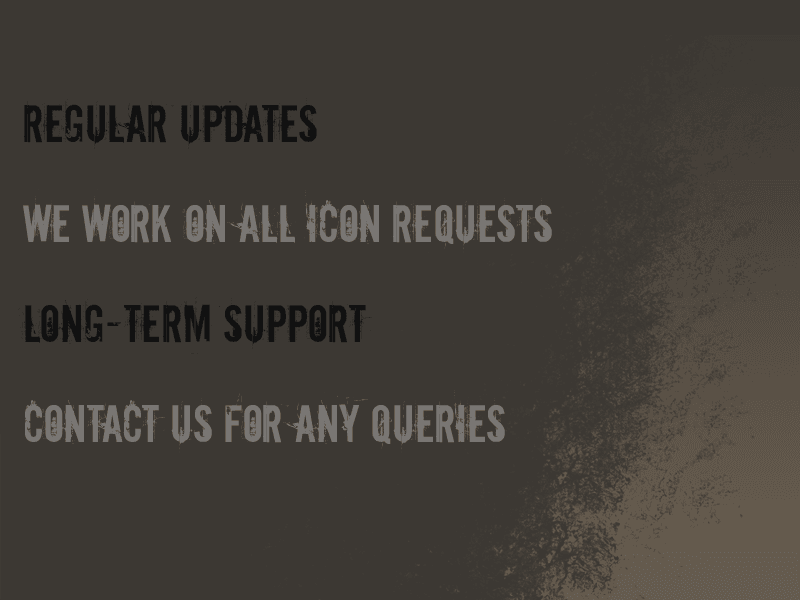 REGULAR UPDATES
WE WORK ON ALL ICON REQUESTS
LONG-TERM SUPPORT
CONTACT US FOR ANY QUERIES